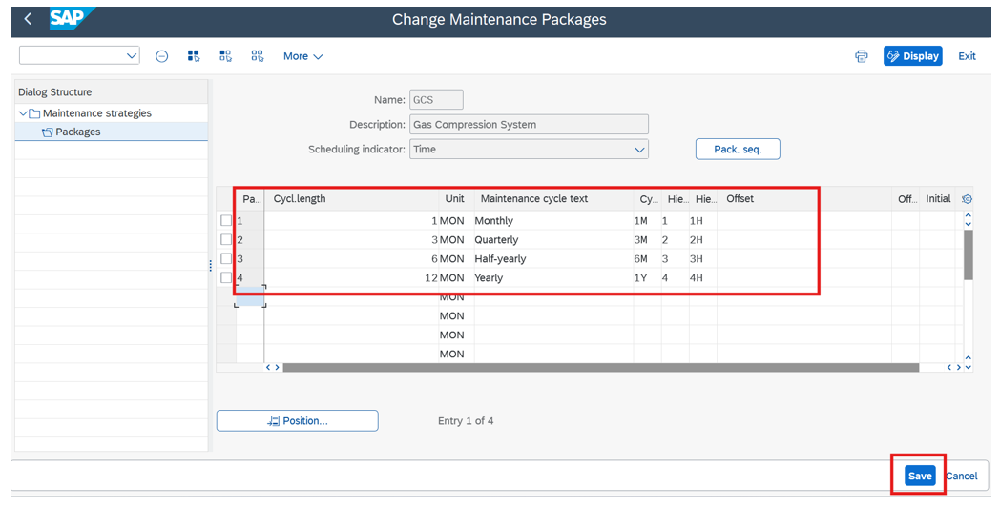 SAP Change Maintenance Packages
More Display Exit
Dialog Structure
Maintenance strategies
Packages
Name: GCS
Description: Gas Compression System
Scheduling indicator: Time Pack. seq.
Pa... Cycl.length Unit Maintenance cycle text Cy... Hie... Hie... Offset Off... Initial
1 1 MON Monthly 1M 1 1H
2 3 MON Quarterly 3M 2 2H
3 6 MON Half-yearly 6M 3 3H
4 12 MON Yearly 1Y 4 4H
MON
MON
MON
MON
Position... Entry 1 of 4
Save Cancel